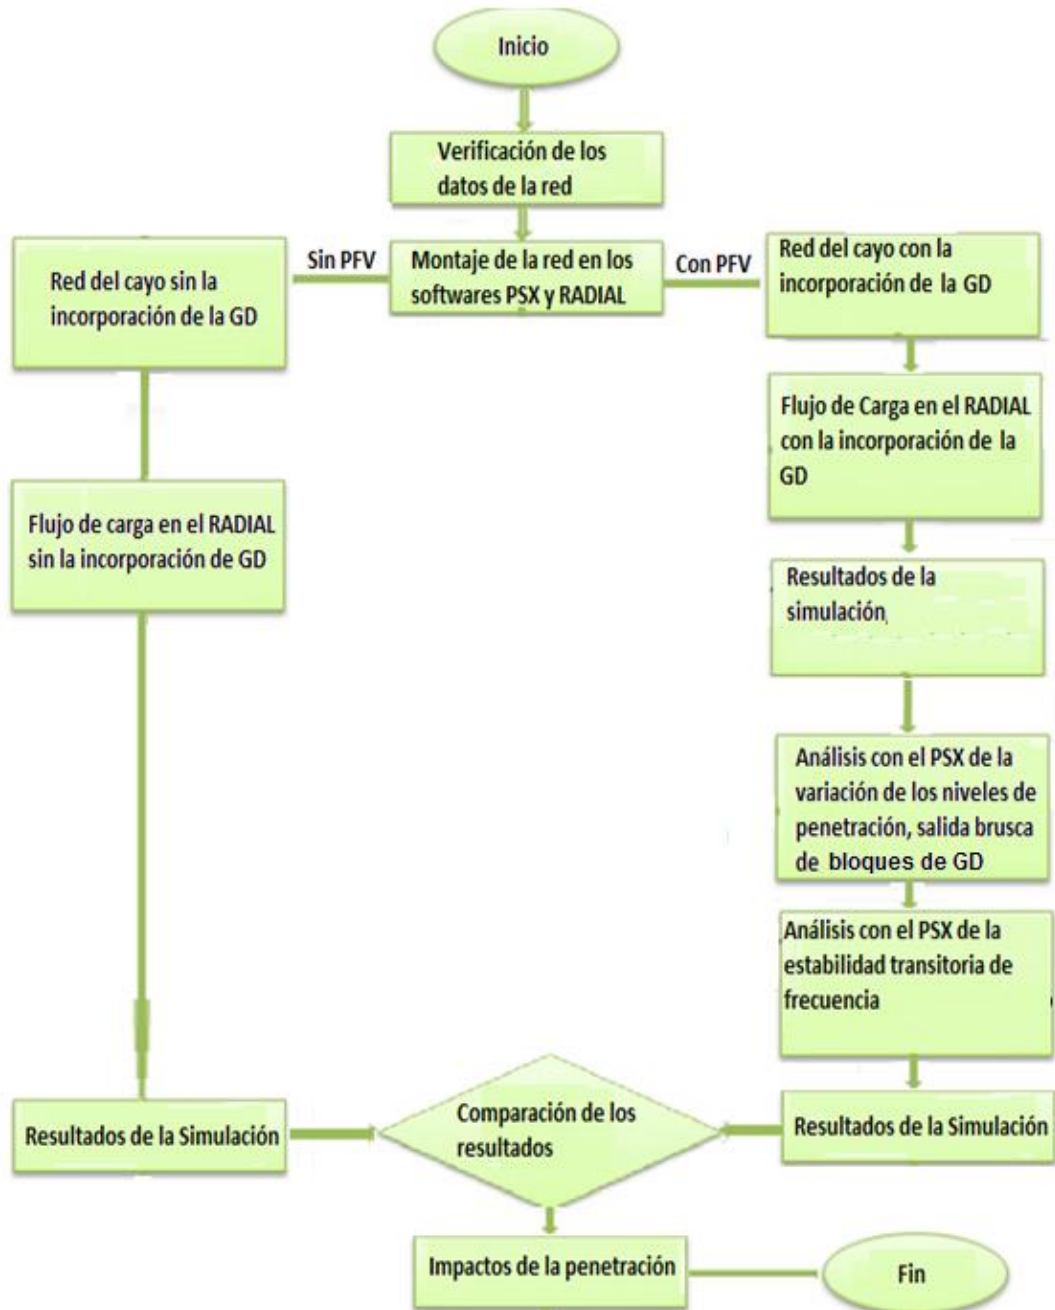 Inicio
Verificación de los
datos de la red
Sin PFV
Montaje de la red en los
softwares PSX y RADIAL
Con PFV
Red del cayo sin la
incorporación de la GD
Red del cayo con la
incorporación de la GD
Flujo de Carga en el RADIAL
con la incorporación de la
GD
Flujo de carga en el RADIAL
sin la incorporación de GD
Resultados de la
simulación,
Análisis con el PSX de la
variación de los niveles de
penetración, salida brusca
de bloques de GD
Análisis con el PSX de la
estabilidad transitoria de
frecuencia
Resultados de la Simulación
Comparación de los
resultados
Resultados de la Simulación
Impactos de la penetración
Fin